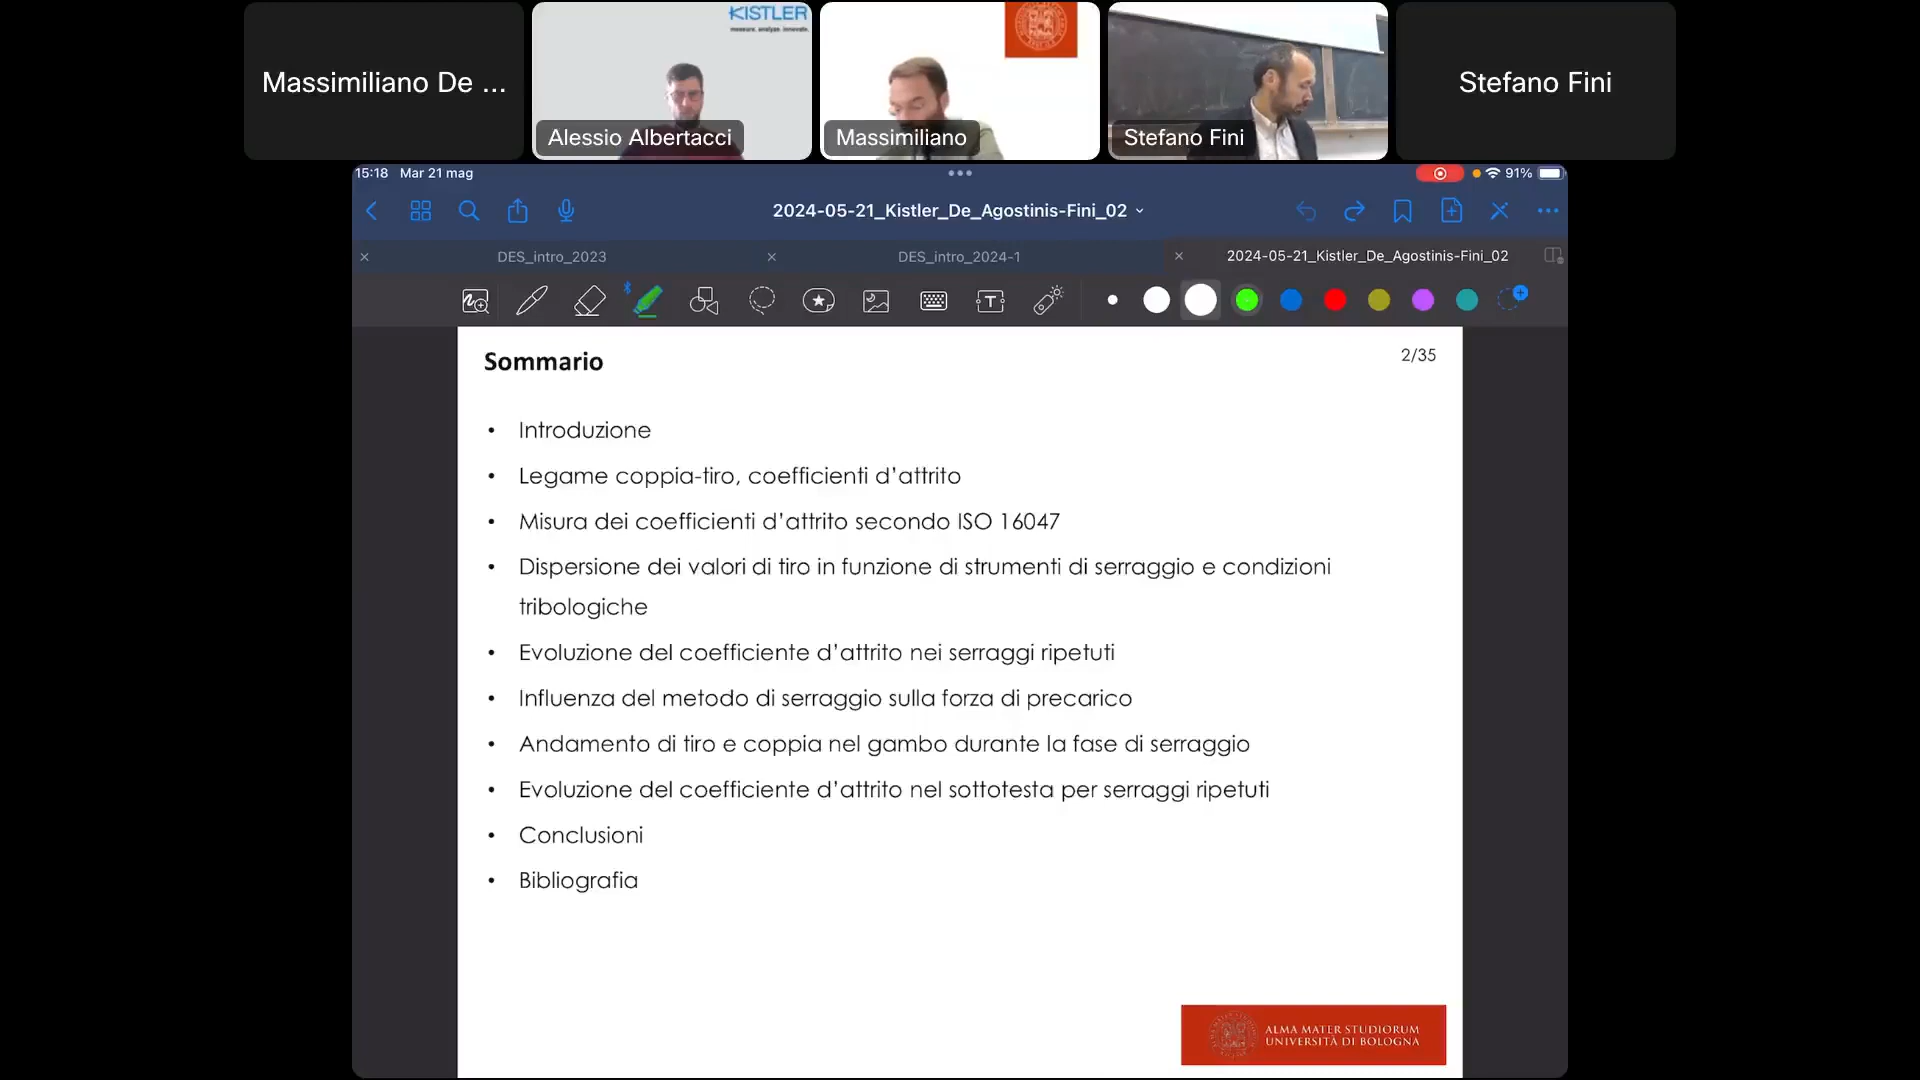 Massimiliano De ...
KISTLER
measure. analyze. innovate.
Alessio Albertacci
Massimiliano
Stefano Fini
Stefano Fini
15:18 Mar 21 mag
91%
2024-05-21_Kistler_De_Agostinis-Fini_02
DES_intro_2023
DES_intro_2024-1
2024-05-21_Kistler_De_Agostinis-Fini_02
Sommario
2/35
• Introduzione
• Legame coppia-tiro, coefficienti d’attrito
• Misura dei coefficienti d’attrito secondo ISO 16047
• Dispersione dei valori di tiro in funzione di strumenti di serraggio e condizioni
tribologiche
• Evoluzione del coefficiente d’attrito nei serraggi ripetuti
• Influenza del metodo di serraggio sulla forza di precarico
• Andamento di tiro e coppia nel gambo durante la fase di serraggio
• Evoluzione del coefficiente d’attrito nel sottotesta per serraggi ripetuti
• Conclusioni
• Bibliografia
ALMA MATER STUDIORUM
UNIVERSITÀ DI BOLOGNA